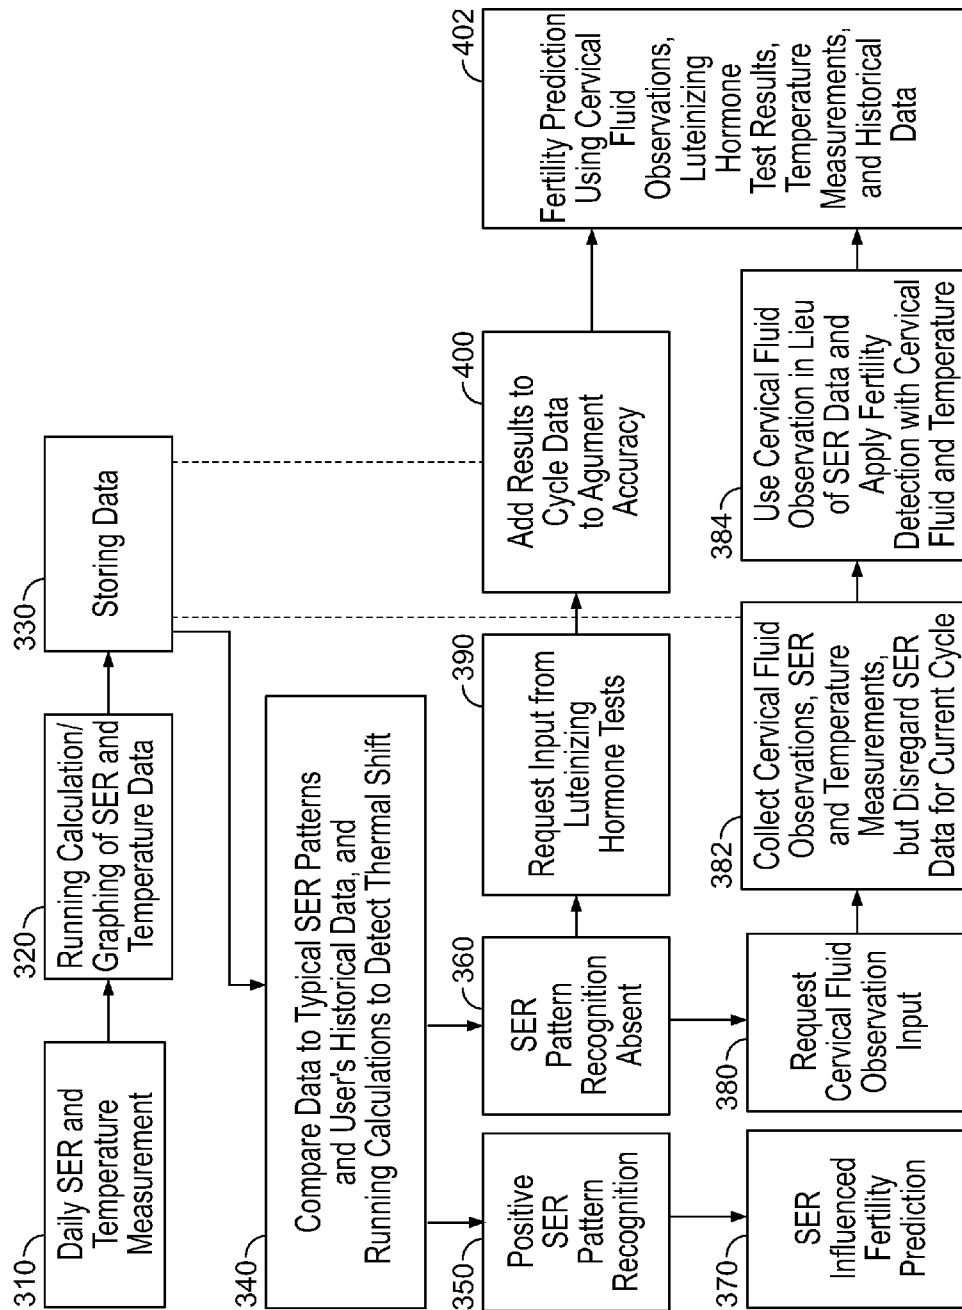 310
Daily SER and
Temperature
Measurement
320
Running Calculation/
Graphing of SER and
Temperature Data
330
Storing Data
340
Compare Data to Typical SER Patterns
and User's Historical Data, and
Running Calculations to Detect Thermal Shift
350
Positive
SER
Pattern
Recognition
360
SER
Pattern
Recognition
Absent
390
Request Input from
Luteinizing
Hormone Tests
400
Add Results to
Cycle Data
to Agument
Accuracy
402
Fertility Prediction
Using Cervical
Fluid
Observations,
Luteinizing
Hormone
Test Results,
Temperature
Measurements,
and Historical
Data
370
SER
Influenced
Fertility
Prediction
380
Request
Cervical Fluid
Observation
Input
382
Collect Cervical Fluid
Observations, SER
and Temperature
Measurements,
but Disregard SER
Data for Current Cycle
384
Use Cervical Fluid
Observation in Lieu
of SER Data and
Apply Fertility
Detection with Cervical
Fluid and Temperature